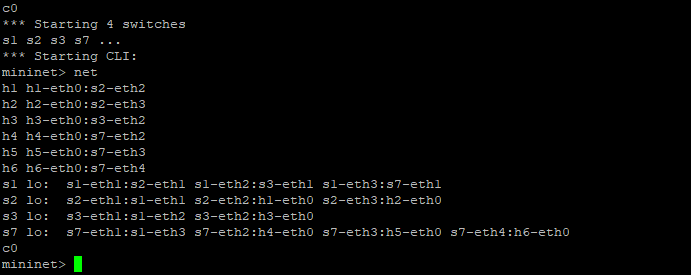 c0
*** Starting 4 switches
s1 s2 s3 s7 ...
*** Starting CLI:
mininet> net
h1 h1-eth0:s2-eth2
h2 h2-eth0:s2-eth3
h3 h3-eth0:s3-eth2
h4 h4-eth0:s7-eth2
h5 h5-eth0:s7-eth3
h6 h6-eth0:s7-eth4
s1 lo:  s1-eth1:s2-eth1 s1-eth2:s3-eth1 s1-eth3:s7-eth1
s2 lo:  s2-eth1:s1-eth1 s2-eth2:h1-eth0 s2-eth3:h2-eth0
s3 lo:  s3-eth1:s1-eth2 s3-eth2:h3-eth0
s7 lo:  s7-eth1:s1-eth3 s7-eth2:h4-eth0 s7-eth3:h5-eth0 s7-eth4:h6-eth0
c0
mininet>